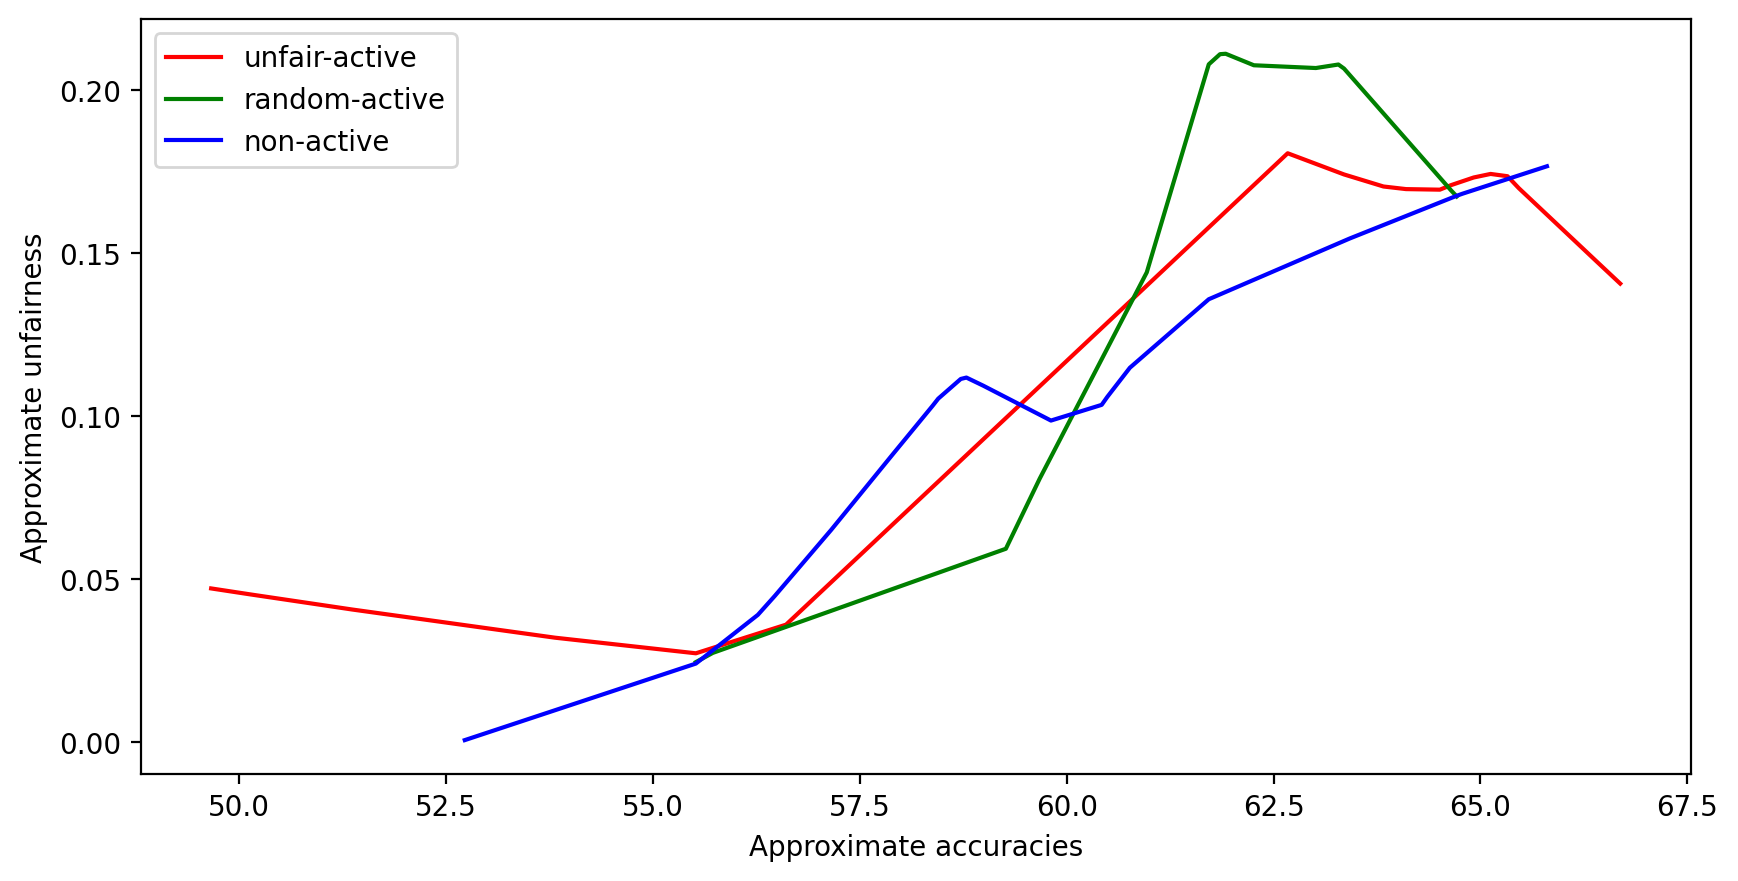 unfair-active
random-active
non-active
0.20
0.15
0.10
0.05
0.00
Approximate unfairness
50.0 52.5 55.0 57.5 60.0 62.5 65.0 67.5
Approximate accuracies